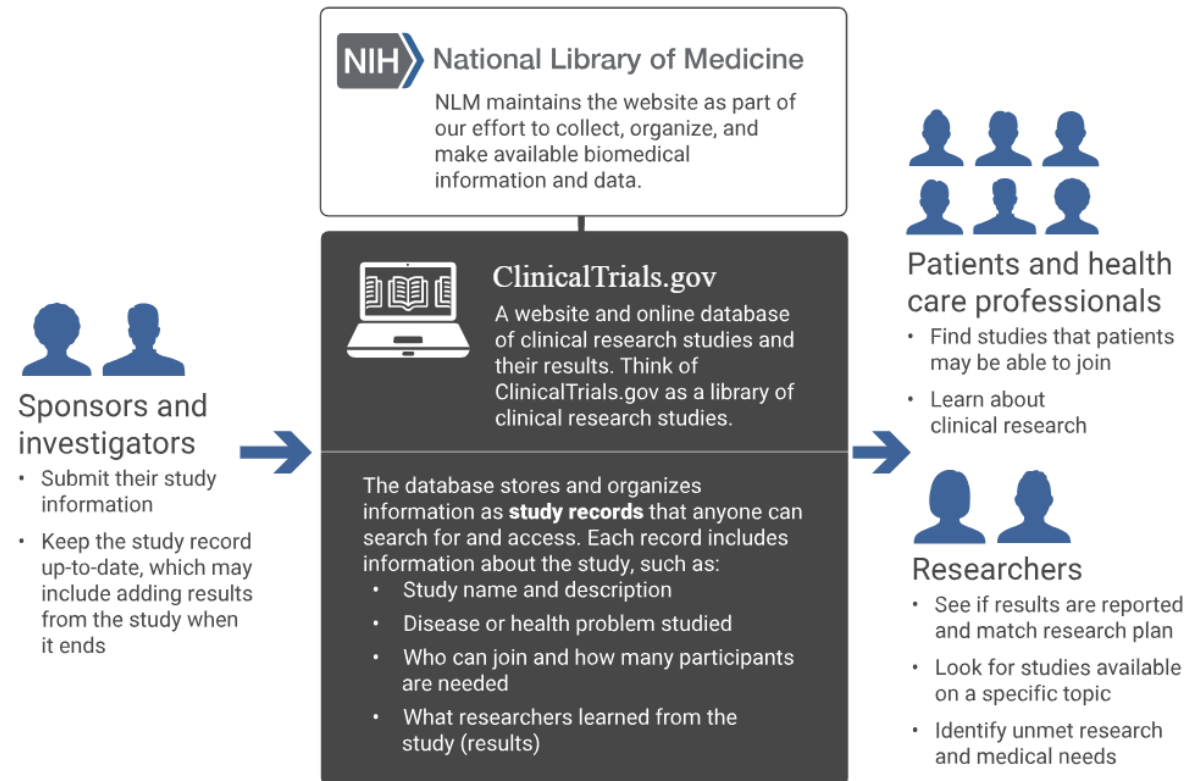 NIH National Library of Medicine
NLM maintains the website as part of
our effort to collect, organize, and
make available biomedical
information and data.
ClinicalTrials.gov
A website and online database
of clinical research studies and
their results. Think of
ClinicalTrials.gov as a library of
clinical research studies.
The database stores and organizes
information as study records that anyone can
search for and access. Each record includes
information about the study, such as:
• Study name and description
• Disease or health problem studied
• Who can join and how many participants
are needed
• What researchers learned from the
study (results)
Sponsors and
investigators
• Submit their study
information
• Keep the study record
up-to-date, which may
include adding results
from the study when
it ends
Patients and health
care professionals
• Find studies that patients
may be able to join
• Learn about
clinical research
Researchers
• See if results are reported
and match research plan
• Look for studies available
on a specific topic
• Identify unmet research
and medical needs